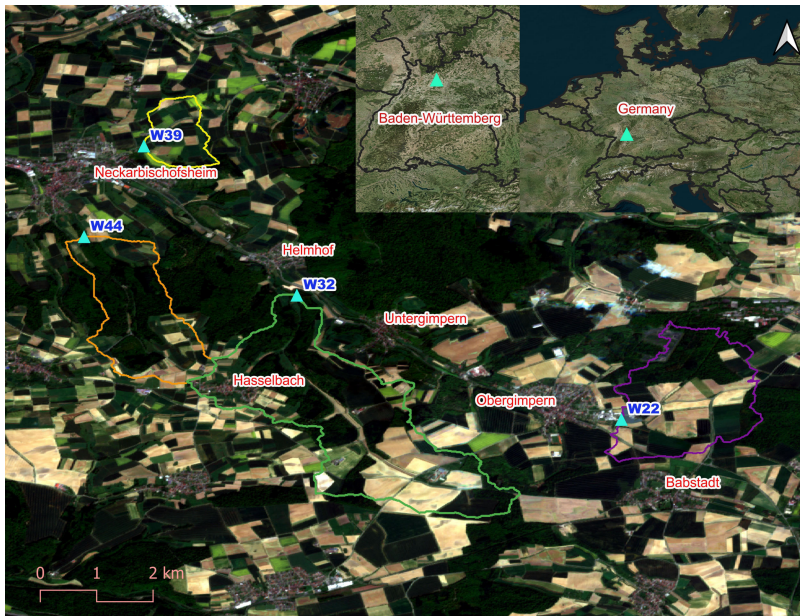 Baden-Württemberg
Germany
W39
Neckarbischofsheim
W44
Helmhof
W32
Untergimpern
Hasselbach
Obergimpern
W22
Babstadt
0 1 2 km